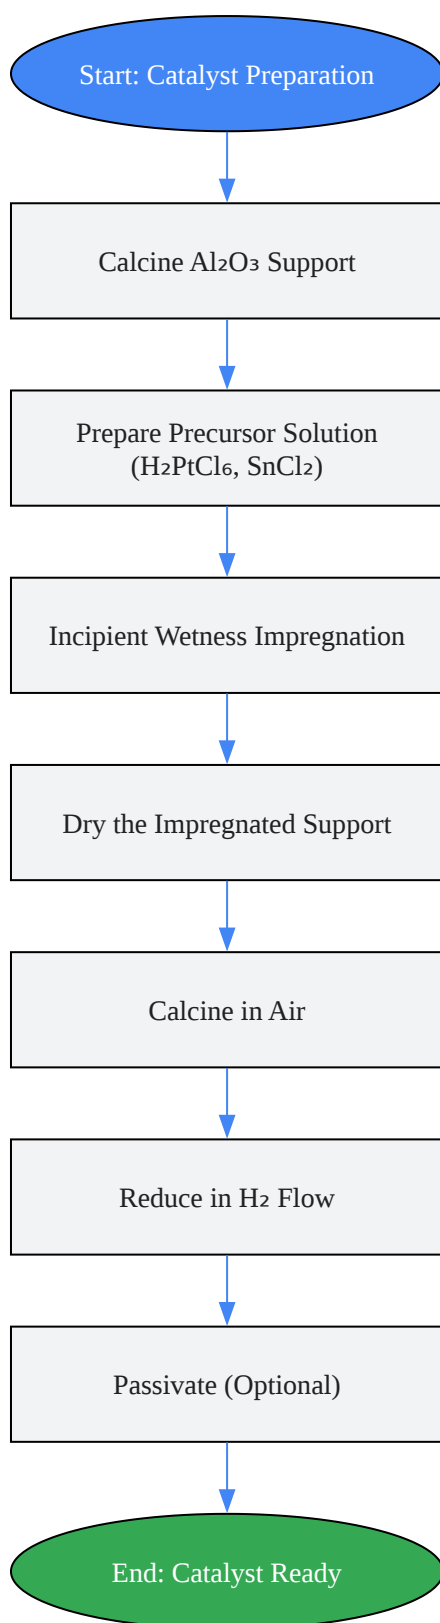 Start: Catalyst Preparation
Calcine Al₂O₃ Support
Prepare Precursor Solution
(H₂PtCl₆, SnCl₂)
Incipient Wetness Impregnation
Dry the Impregnated Support
Calcine in Air
Reduce in H₂ Flow
Passivate (Optional)
End: Catalyst Ready